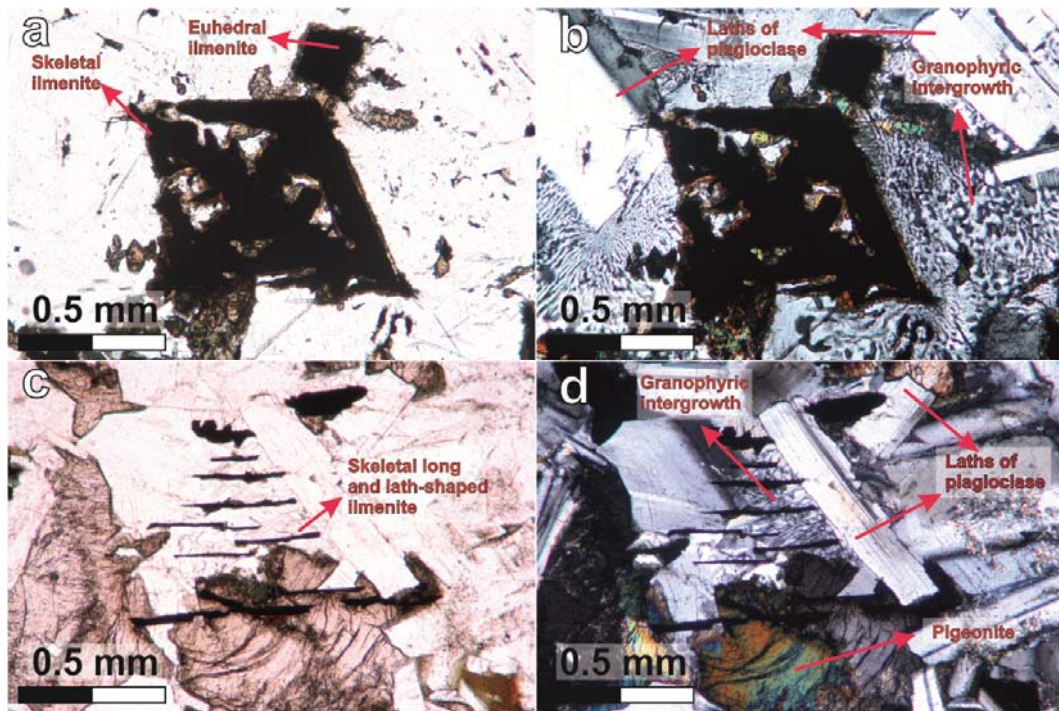 a
Euhedral
ilmenite
Skeletal
ilmenite
0.5 mm
b
Laths of
plagioclase
Granophyric
intergrowth
0.5 mm
c
Skeletal long
and lath-shaped
ilmenite
0.5 mm
d
Granophyric
intergrowth
Laths of
plagioclase
Pigeonite
0.5 mm